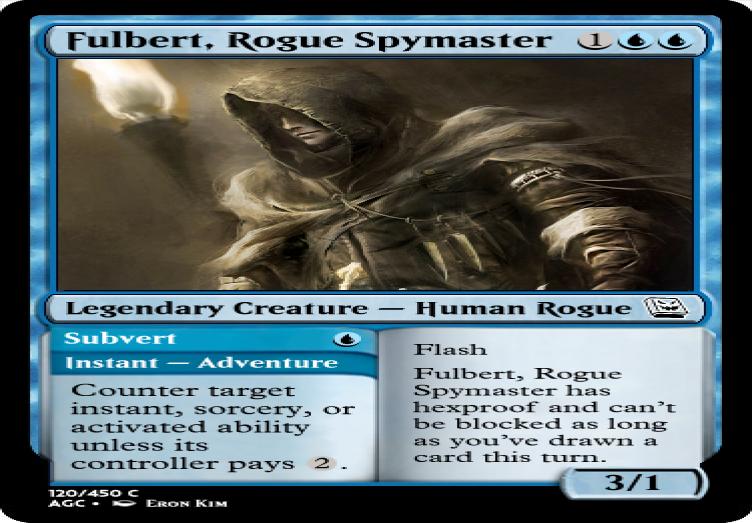 Fulbert, Rogue Spymaster 1
Legendary Creature — Human Rogue
Subvert
Instant — Adventure
Counter target
instant, sorcery, or
activated ability
unless its
controller pays 2.
Flash
Fulbert, Rogue
Spymaster has
hexproof and can't
be blocked as long
as you've drawn a
card this turn.
3/1
120/450 C
AGC • Eron Kim